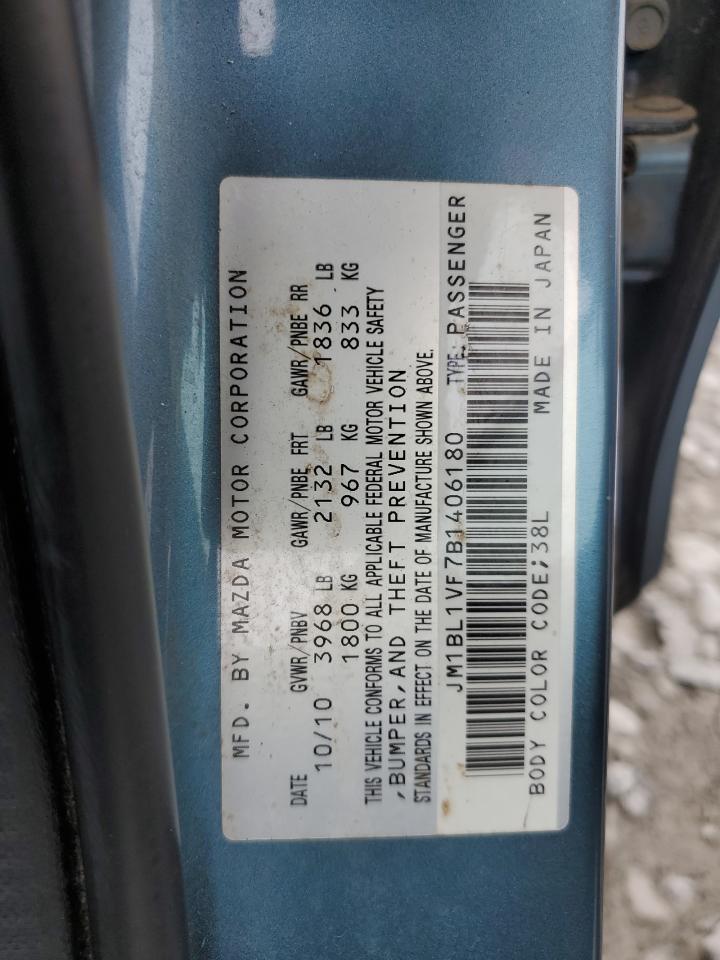 MFD. BY MAZDA MOTOR CORPORATION
DATE GVWR/PNBV GAWR/PNBE FRT GAWR/PNBE RR
10/10 3968 LB 2132 LB 1836 LB
1800 KG 967 KG 833 KG
THIS VEHICLE CONFORMS TO ALL APPLICABLE FEDERAL MOTOR VEHICLE SAFETY
,BUMPER,AND THEFT PREVENTION
STANDARDS IN EFFECT ON THE DATE OF MANUFACTURE SHOWN ABOVE.
JM1BL1VF7B1406180 TYPE: PASSENGER
BODY COLOR CODE;38L MADE IN JAPAN